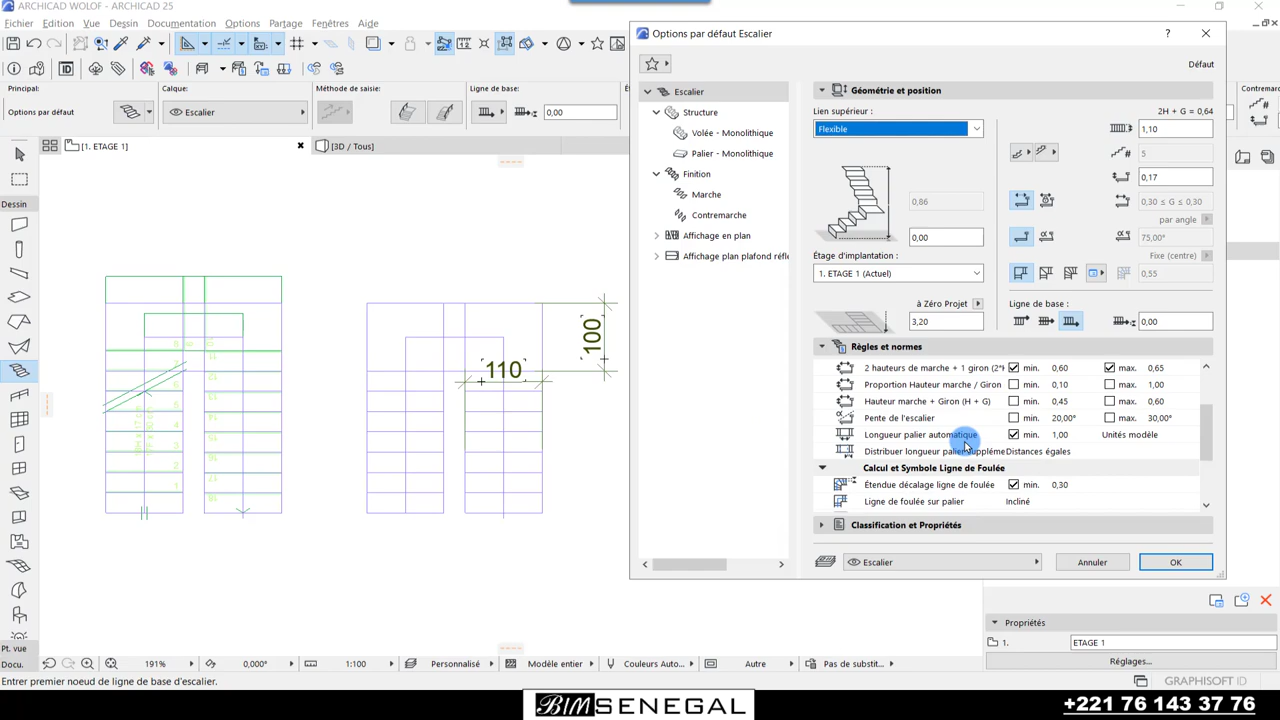 ARCHICAD WOLOF - ARCHICAD 25
Fichier Edition Vue Dessin Options Documentation Partage Fenêtres Aide
Principal:
Calque:
Méthode de saisie:
Ligne de base:
Options par défaut
Escalier
0,00
[1. ETAGE 1]
[3D / Tous]
Dessin
Pt. vue
Docu.
100
110
1
2
17
18
Options par défaut Escalier
Défaut
Escalier
Structure
Volée - Monolithique
Palier - Monolithique
Finition
Marche
Contremarche
Affichage en plan
Affichage plan plafond réfle
Géométrie et position
Lien supérieur:
2H + G = 0,64
Flexible
1,10
5
0,17
0,86
0,30 ≤ G ≤ 0,30
par angle
0,00
75,00°
Fixe (centre)
Étage d'implantation:
1. ETAGE 1 (Actuel)
0,55
à Zéro Projet
Ligne de base :
3,20
0,00
Règles et normes
2 hauteurs de marche + 1 giron (2*H min. 0,60 max. 0,65
Proportion Hauteur marche / Giron min. 0,10 max. 1,00
Hauteur marche + Giron (H + G) min. 0,45 max. 0,60
Pente de l'escalier min. 20,00° max. 30,00°
Longueur palier automatique min. 1,00 Unités modèle
Distribuer longueur palier suppléme Distances égales
Calcul et Symbole Ligne de Foulée
Étendue décalage ligne de foulée min. 0,30
Ligne de foulée sur palier Incliné
Classification et Propriétés
Escalier
Annuler
OK
Contremarc
Propriétés
1. ETAGE 1
Réglages...
191% 0,000° 1:100 Personnalisé Modèle entier Couleurs Auto... Autre Pas de substit...
Entrer premier noeud de ligne de base d'escalier.
GRAPHISOFT ID
BIMSENEGAL
+221 76 143 37 76